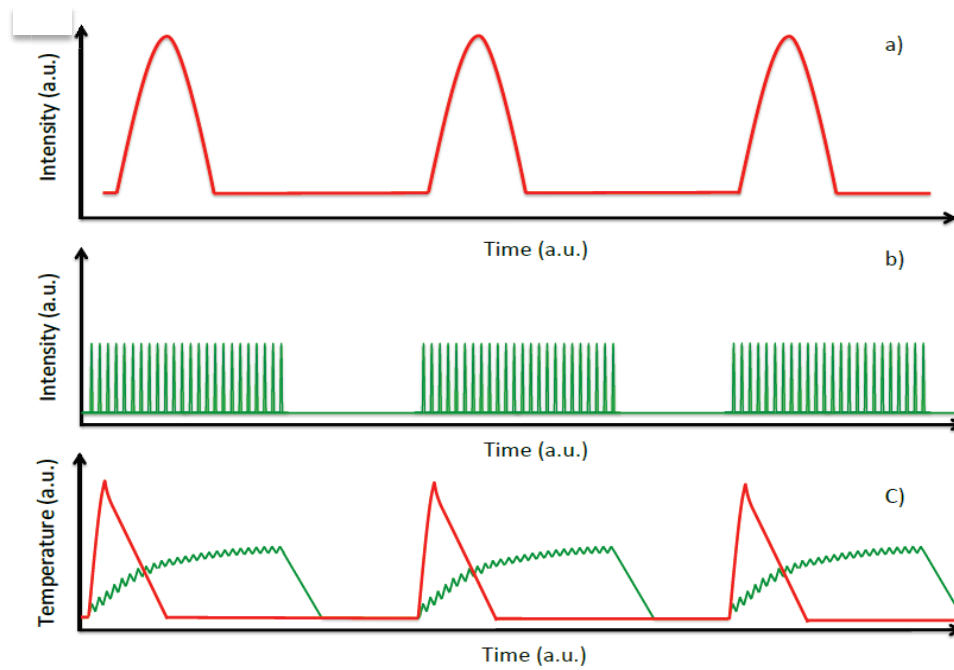 a)
Intensity (a.u.)
Time (a.u.)
b)
Intensity (a.u.)
Time (a.u.)
C)
Temperature (a.u.)
Time (a.u.)